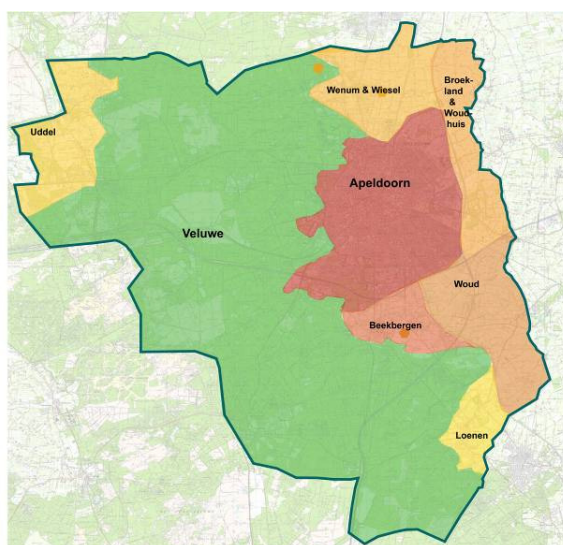 Wenum & Wiesel
Broek-
land
&
Woud-
huis
Uddel
Apeldoorn
Veluwe
Woud
Beekbergen
Loenen